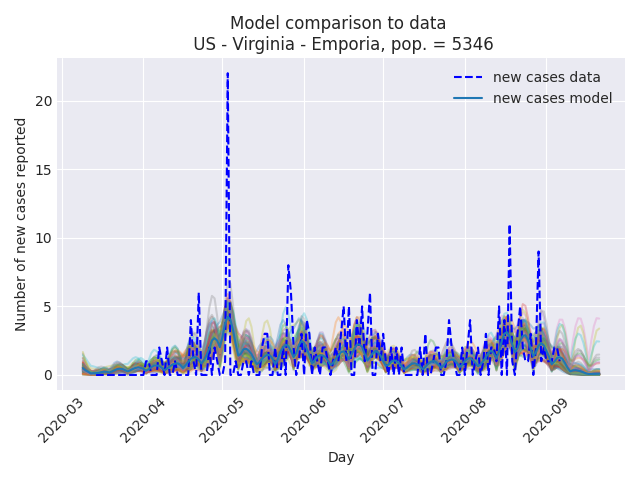 Model comparison to data
US - Virginia - Emporia, pop. = 5346
new cases data
new cases model
Number of new cases reported
20
15
10
5
0
2020-03
2020-04
2020-05
2020-06
2020-07
2020-08
2020-09
Day